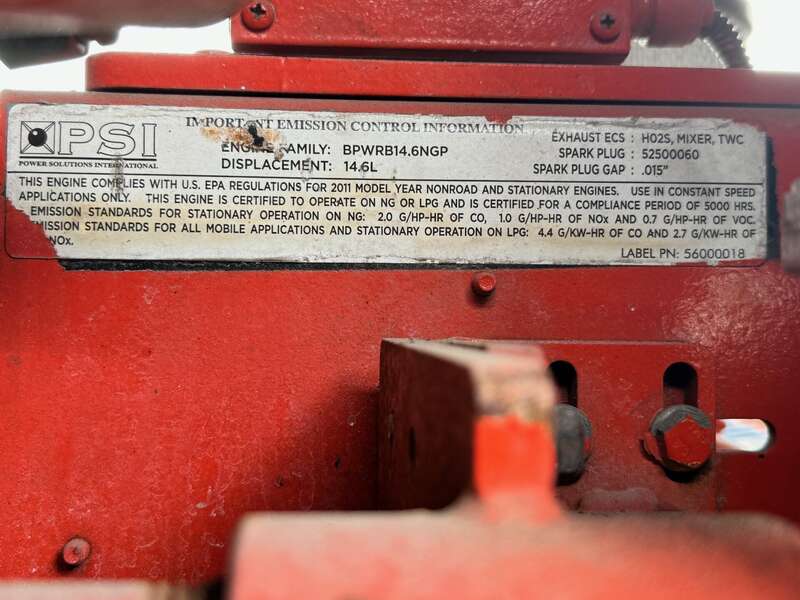 PSI
POWER SOLUTIONS INTERNATIONAL
IMPORTANT EMISSION CONTROL INFORMATION
ENGINE FAMILY: BPWRB14.6NGP
DISPLACEMENT: 14.6L
EXHAUST ECS : HO2S, MIXER, TWC
SPARK PLUG : 52500060
SPARK PLUG GAP : .015"
THIS ENGINE COMPLIES WITH U.S. EPA REGULATIONS FOR 2011 MODEL YEAR NONROAD AND STATIONARY ENGINES. USE IN CONSTANT SPEED
APPLICATIONS ONLY. THIS ENGINE IS CERTIFIED TO OPERATE ON NG OR LPG AND IS CERTIFIED FOR A COMPLIANCE PERIOD OF 5000 HRS.
EMISSION STANDARDS FOR STATIONARY OPERATION ON NG: 2.0 G/HP-HR OF CO, 1.0 G/HP-HR OF NOx AND 0.7 G/HP-HR OF VOC.
EMISSION STANDARDS FOR ALL MOBILE APPLICATIONS AND STATIONARY OPERATION ON LPG: 4.4 G/KW-HR OF CO AND 2.7 G/KW-HR OF
NOx.
LABEL PN: 56000018